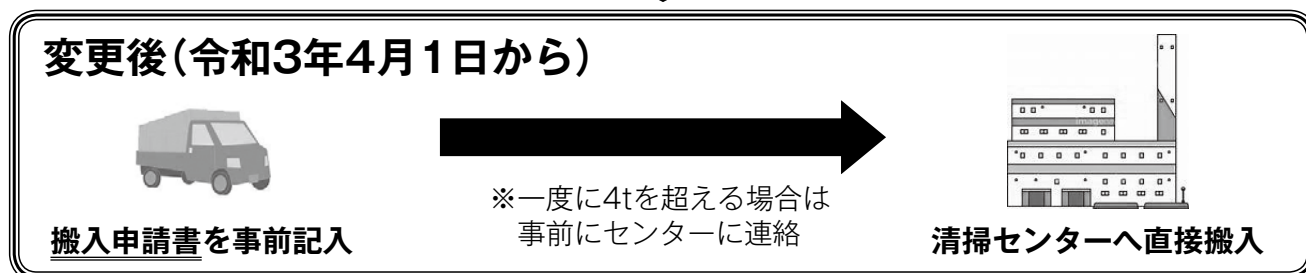 変更後（令和3年4月1日から）
※一度に4tを超える場合は
事前にセンターに連絡
搬入申請書を事前記入
清掃センターへ直接搬入